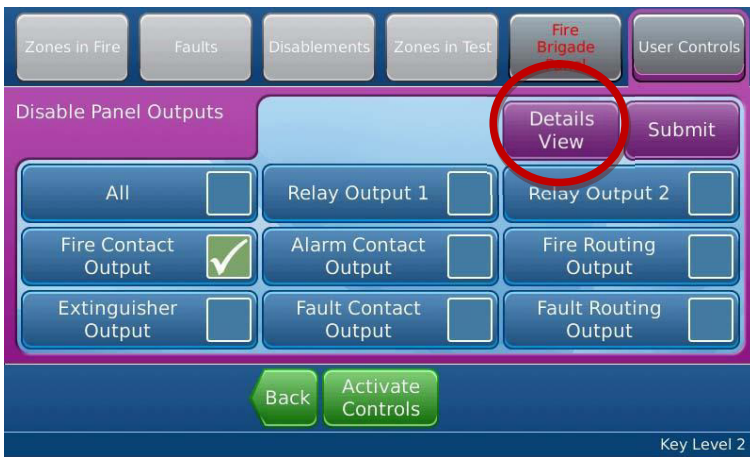 Zones in Fire
Faults
Disablements
Zones in Test
Fire
Brigade
User Controls
Disable Panel Outputs
Details
View
Submit
All
Relay Output 1
Relay Output 2
Fire Contact
Output
Alarm Contact
Output
Fire Routing
Output
Extinguisher
Output
Fault Contact
Output
Fault Routing
Output
Back
Activate
Controls
Key Level 2